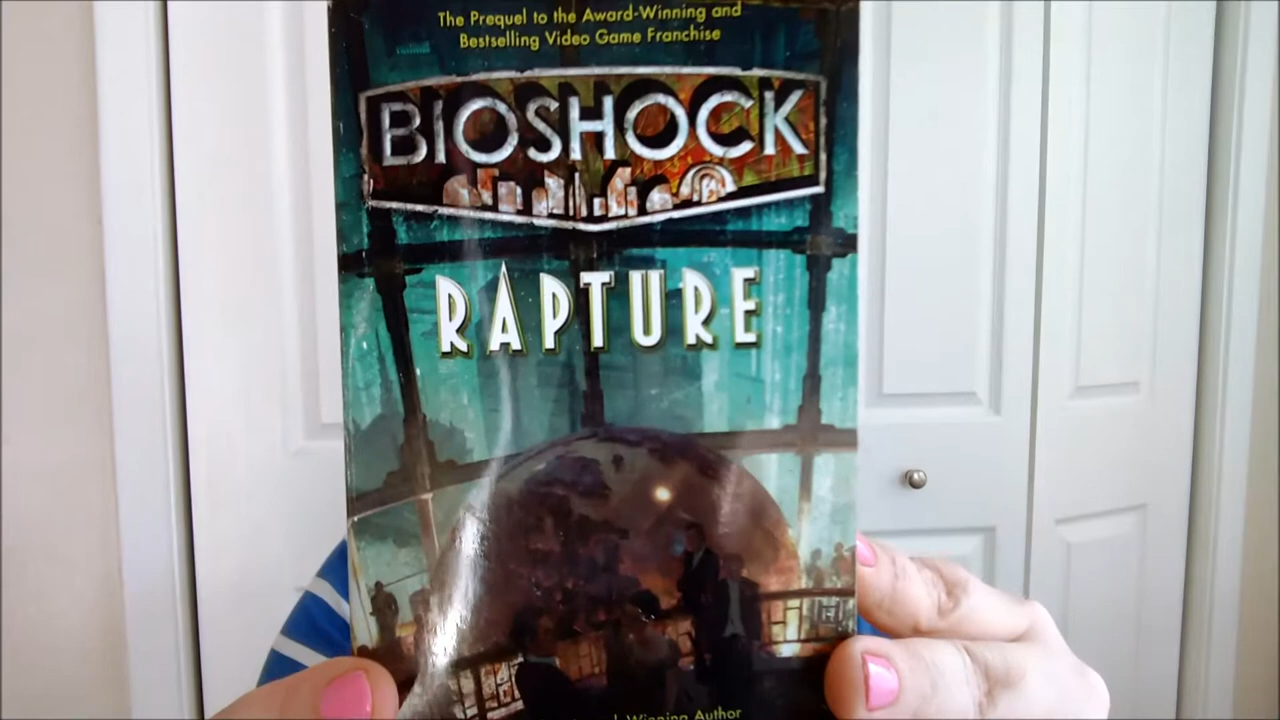 The Prequel to the Award-Winning and
Bestselling Video Game Franchise
BIOSHOCK
RAPTURE
Winning Author